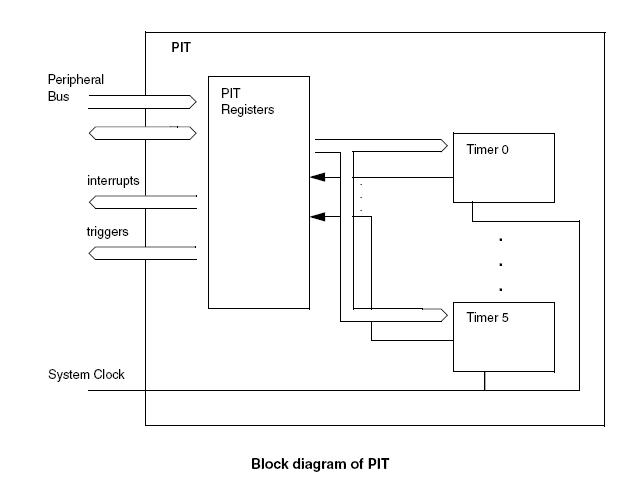 PIT
Peripheral
Bus
PIT
Registers
Timer 0
interrupts
triggers
Timer 5
System Clock
Block diagram of PIT